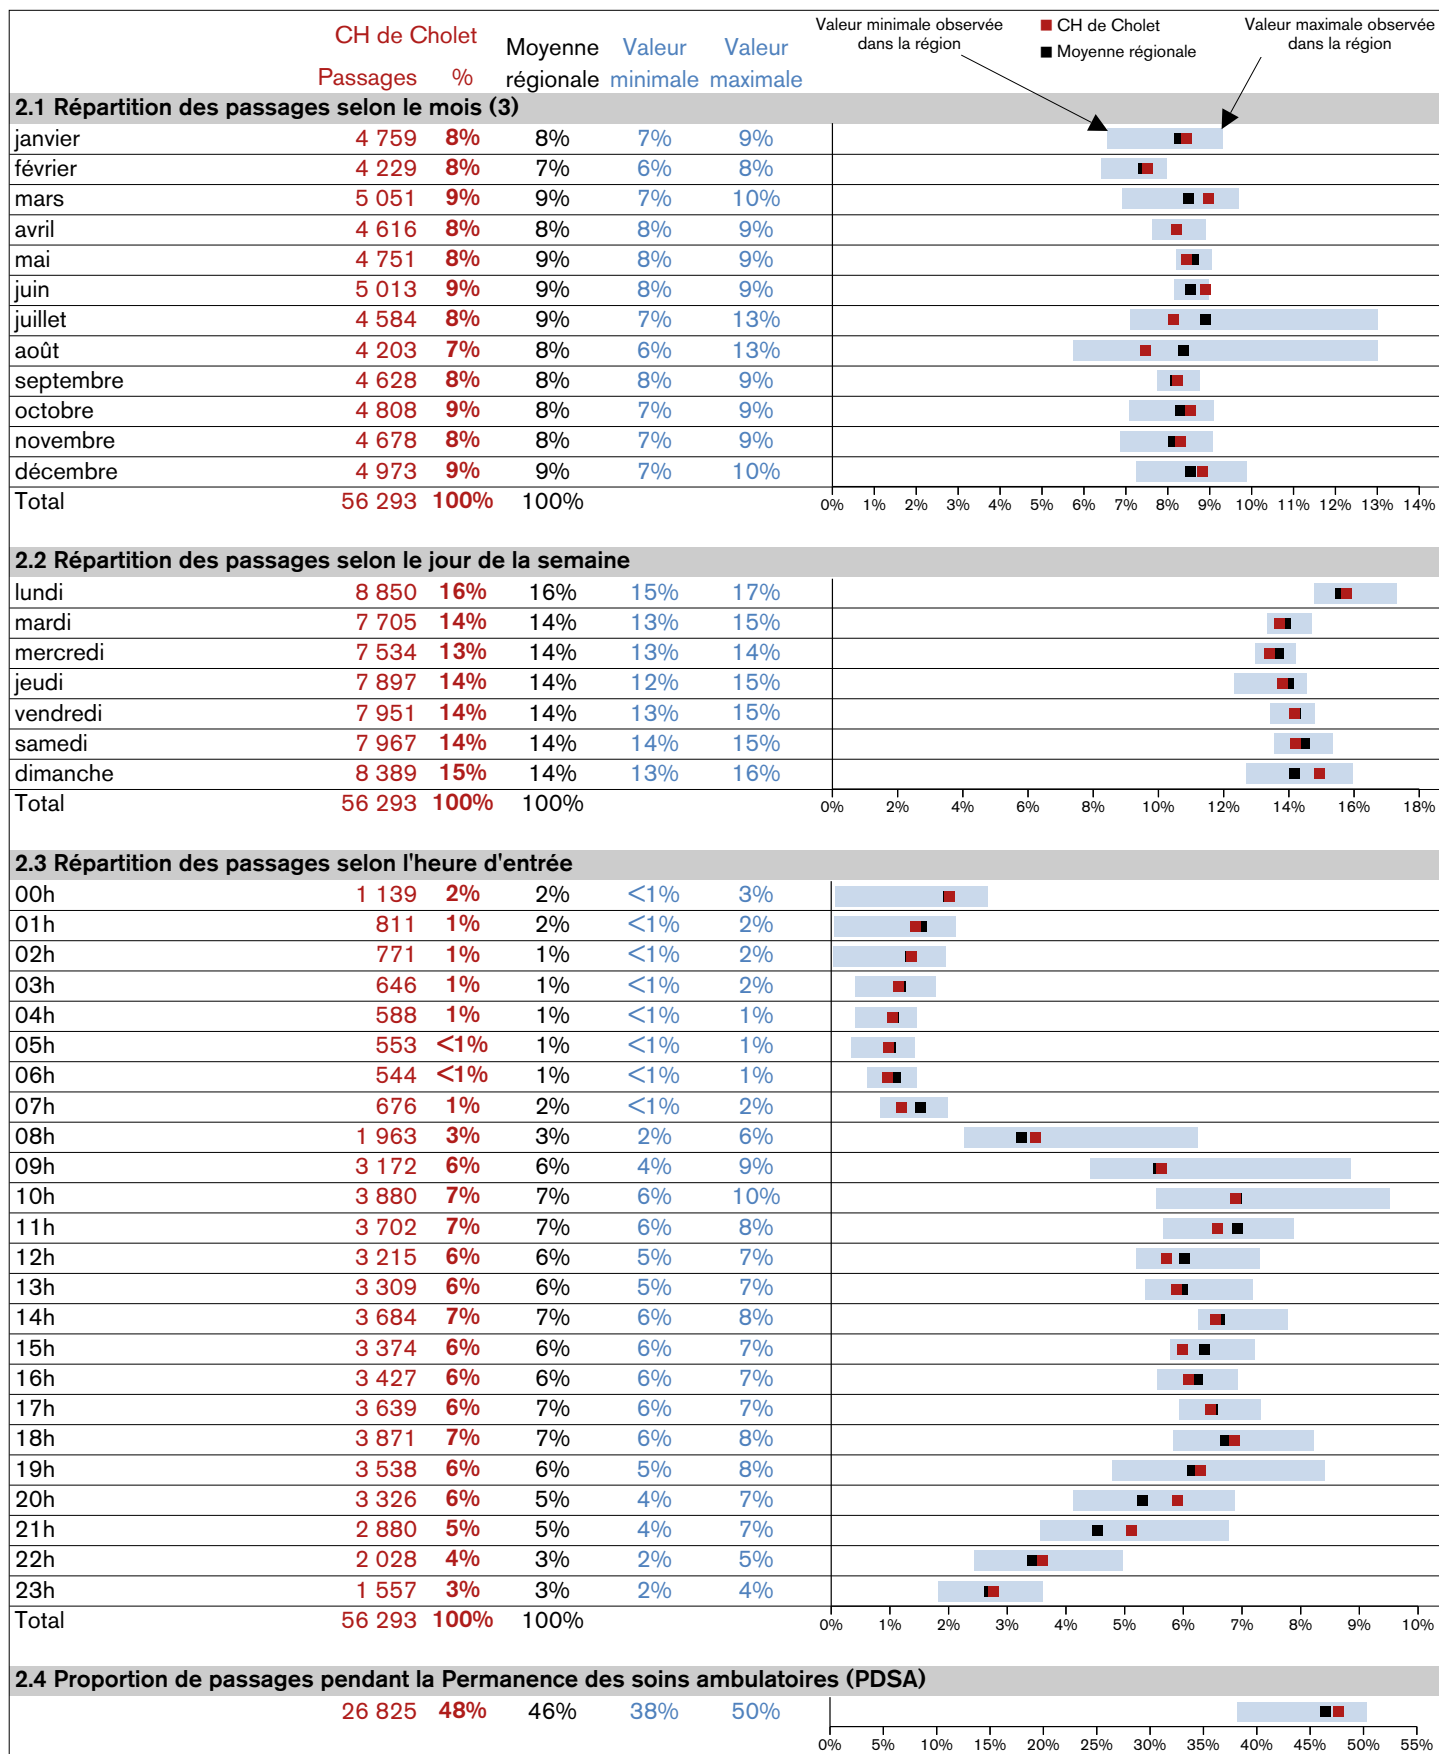 CH de Cholet
Moyenne régionale
Valeur minimale
Valeur maximale
Passages %
Valeur minimale observée dans la région
CH de Cholet
Moyenne régionale
Valeur maximale observée dans la région
2.1 Répartition des passages selon le mois (3)
janvier 4 759 8% 8% 7% 9%
février 4 229 8% 7% 6% 8%
mars 5 051 9% 9% 7% 10%
avril 4 616 8% 8% 8% 9%
mai 4 751 8% 9% 8% 9%
juin 5 013 9% 9% 8% 9%
juillet 4 584 8% 9% 7% 13%
août 4 203 7% 8% 6% 13%
septembre 4 628 8% 8% 8% 9%
octobre 4 808 9% 8% 7% 9%
novembre 4 678 8% 8% 7% 9%
décembre 4 973 9% 9% 7% 10%
Total 56 293 100% 100%
0% 1% 2% 3% 4% 5% 6% 7% 8% 9% 10% 11% 12% 13% 14%
2.2 Répartition des passages selon le jour de la semaine
lundi 8 850 16% 16% 15% 17%
mardi 7 705 14% 14% 13% 15%
mercredi 7 534 13% 14% 13% 14%
jeudi 7 897 14% 14% 12% 15%
vendredi 7 951 14% 14% 13% 15%
samedi 7 967 14% 14% 14% 15%
dimanche 8 389 15% 14% 13% 16%
Total 56 293 100% 100%
0% 2% 4% 6% 8% 10% 12% 14% 16% 18%
2.3 Répartition des passages selon l'heure d'entrée
00h 1 139 2% 2% <1% 3%
01h 811 1% 2% <1% 2%
02h 771 1% 1% <1% 2%
03h 646 1% 1% <1% 2%
04h 588 1% 1% <1% 1%
05h 553 <1% 1% <1% 1%
06h 544 <1% 1% <1% 1%
07h 676 1% 2% <1% 2%
08h 1 963 3% 3% 2% 6%
09h 3 172 6% 6% 4% 9%
10h 3 880 7% 7% 6% 10%
11h 3 702 7% 7% 6% 8%
12h 3 215 6% 6% 5% 7%
13h 3 309 6% 6% 5% 7%
14h 3 684 7% 7% 6% 8%
15h 3 374 6% 6% 6% 7%
16h 3 427 6% 6% 6% 7%
17h 3 639 6% 7% 6% 7%
18h 3 871 7% 7% 6% 8%
19h 3 538 6% 6% 5% 8%
20h 3 326 6% 5% 4% 7%
21h 2 880 5% 5% 4% 7%
22h 2 028 4% 3% 2% 5%
23h 1 557 3% 3% 2% 4%
Total 56 293 100% 100%
0% 1% 2% 3% 4% 5% 6% 7% 8% 9% 10%
2.4 Proportion de passages pendant la Permanence des soins ambulatoires (PDSA)
26 825 48% 46% 38% 50%
0% 5% 10% 15% 20% 25% 30% 35% 40% 45% 50% 55%